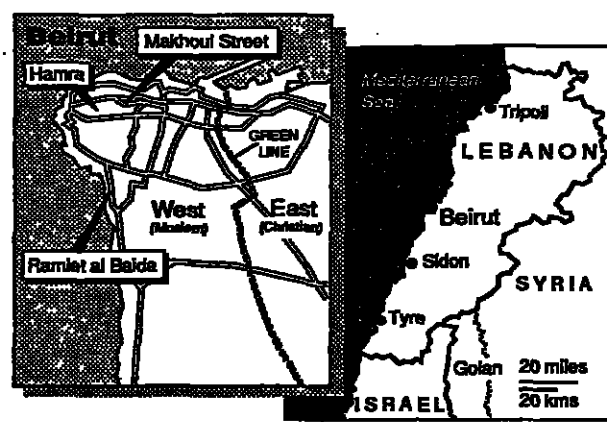 Beirut
Makhouf Street
Hamra
GREEN
LINE
West
(Moslem)
East
(Christian)
Ramlet al Baida
Mediterranean
Sea
Tripoli
LEBANON
Beirut
Sidon
SYRIA
Tyre
Golan
20 miles
20 kms
ISRAEL